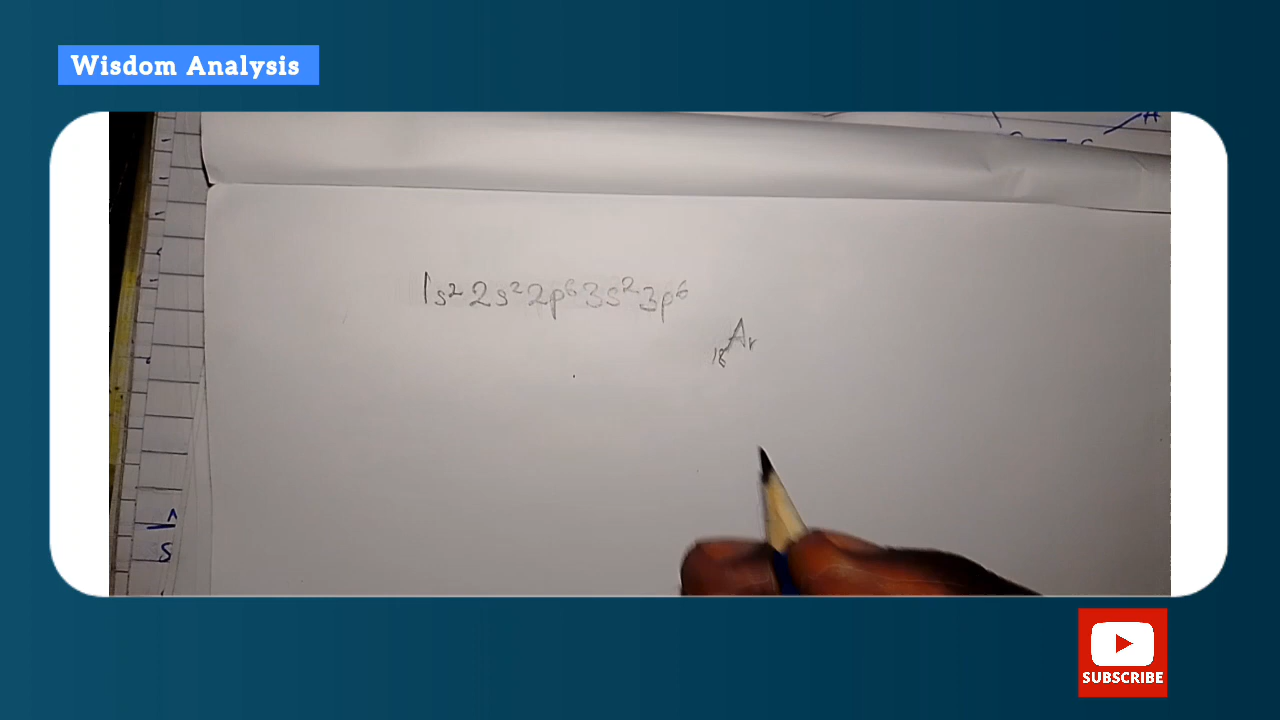 Wisdom Analysis
1s² 2s² 2p⁶ 3s² 3p⁶
₁₈Ar
SUBSCRIBE